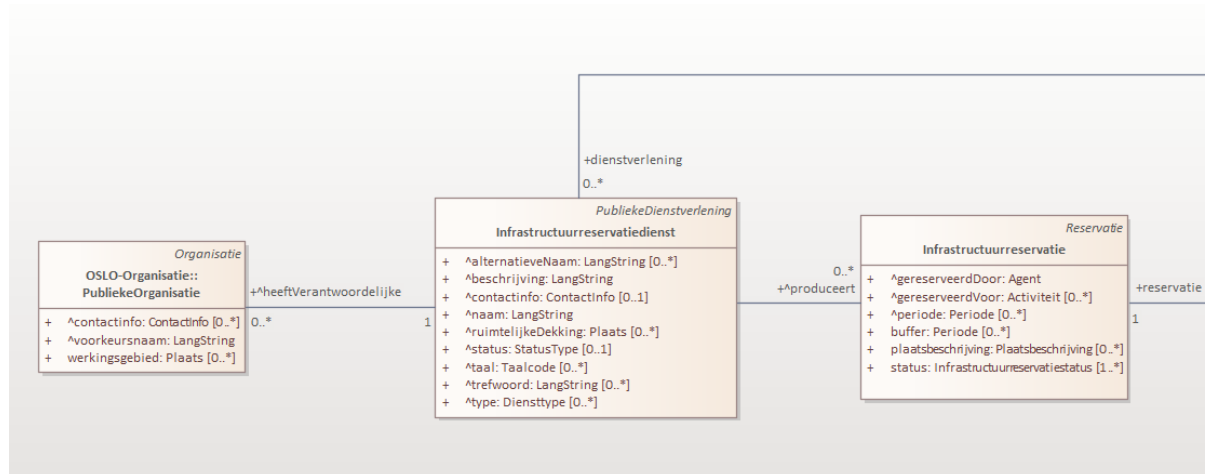 +dienstverlening
0..*
Organisatie
OSLO-Organisatie::
PubliekeOrganisatie
+ ^contactinfo: ContactInfo [0..*]
+ ^voorkeursnaam: LangString
+ werkingsgebied: Plaats [0..*]
+^heeftVerantwoordelijke
0..*
1
PubliekeDienstverlening
Infrastructuurreservatiedienst
+ ^alternatieveNaam: LangString [0..*]
+ ^beschrijving: LangString
+ ^contactinfo: ContactInfo [0..1]
+ ^naam: LangString
+ ^ruimtelijkeDekking: Plaats [0..*]
+ ^status: StatusType [0..1]
+ ^taal: Taalcode [0..*]
+ ^trefwoord: LangString [0..*]
+ ^type: Diensttype [0..*]
0..*
+^produceert
Reservatie
Infrastructuurreservatie
+ ^gereserveerdDoor: Agent
+ ^gereserveerdVoor: Activiteit [0..*]
+ ^periode: Periode [0..*]
+ buffer: Periode [0..*]
+ plaatsbeschrijving: Plaatsbeschrijving [0..*]
+ status: Infrastructuurreservatiestatus [1..*]
+reservatie
1